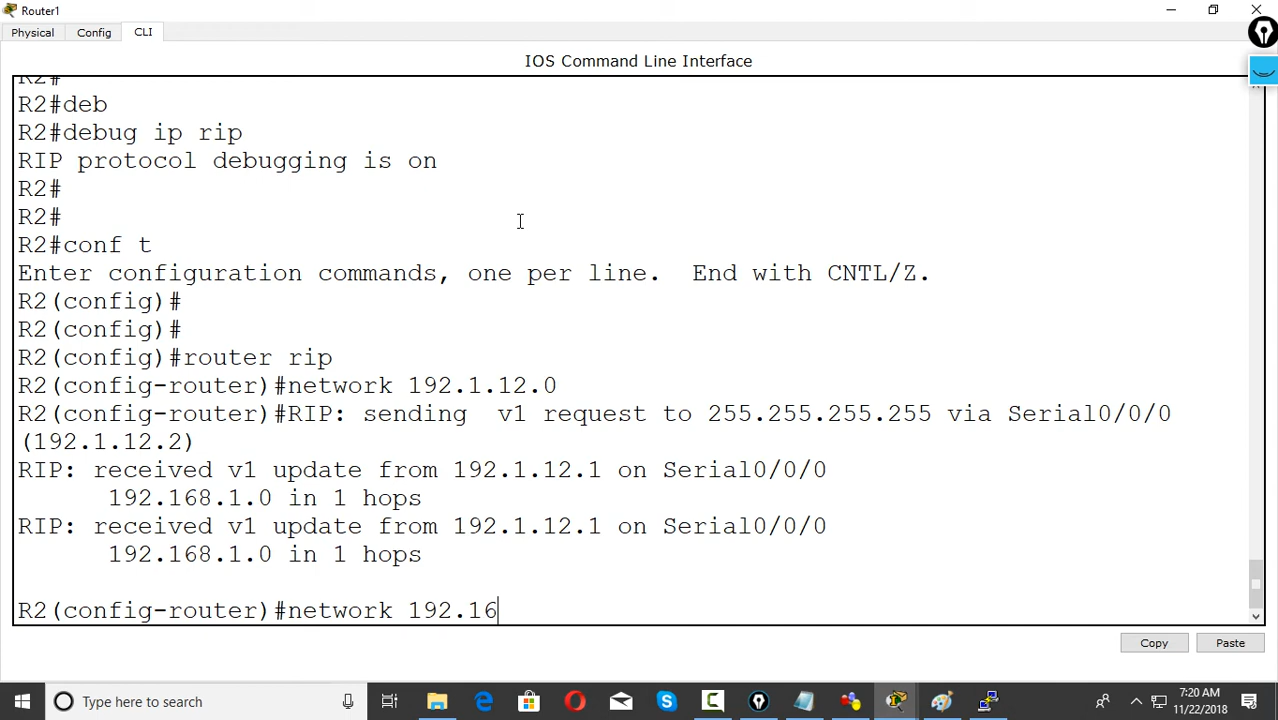 Router1
Physical Config CLI
IOS Command Line Interface
R2#
R2#deb
R2#debug ip rip
RIP protocol debugging is on
R2#
R2#
R2#conf t
Enter configuration commands, one per line.  End with CNTL/Z.
R2(config)#
R2(config)#
R2(config)#router rip
R2(config-router)#network 192.1.12.0
R2(config-router)#RIP: sending  v1 request to 255.255.255.255 via Serial0/0/0
(192.1.12.2)
RIP: received v1 update from 192.1.12.1 on Serial0/0/0
192.168.1.0 in 1 hops
RIP: received v1 update from 192.1.12.1 on Serial0/0/0
192.168.1.0 in 1 hops
R2(config-router)#network 192.16
Copy Paste
Type here to search
7:20 AM
11/22/2018